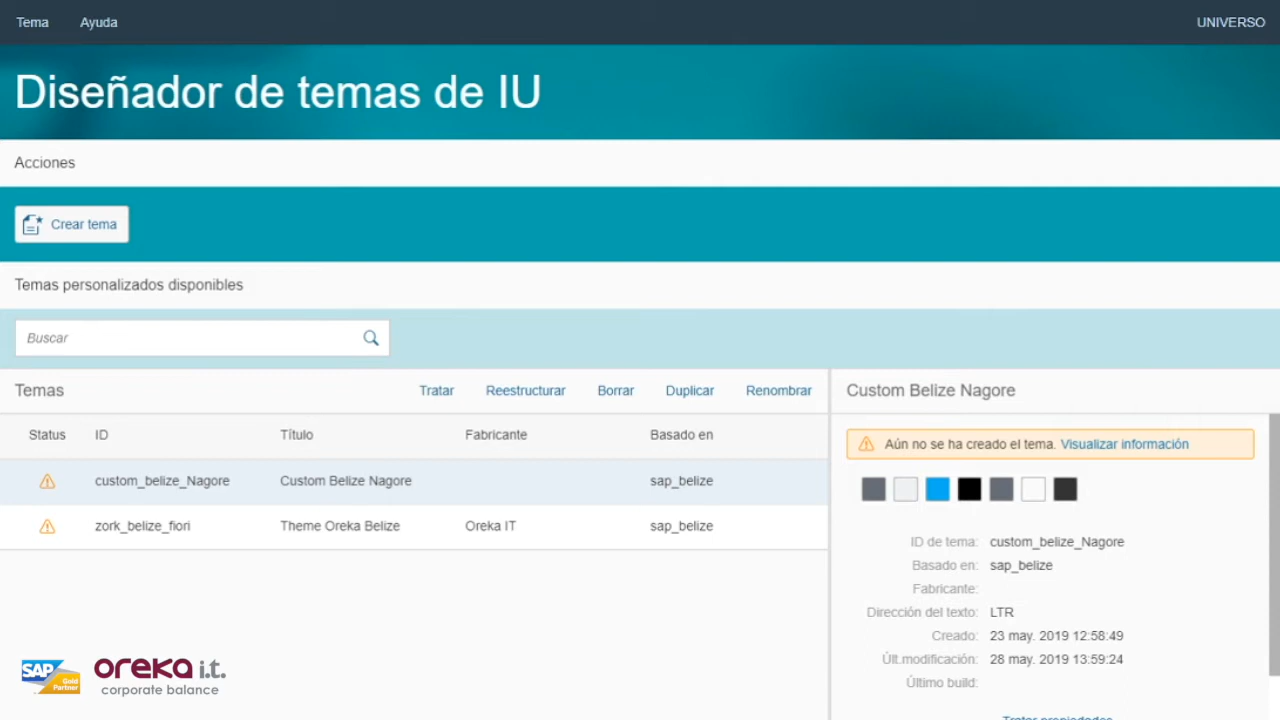 Tema Ayuda UNIVERSO
Diseñador de temas de IU
Acciones
Crear tema
Temas personalizados disponibles
Buscar
Temas Tratar Reestructurar Borrar Duplicar Renombrar
Status ID Título Fabricante Basado en
custom_belize_Nagore Custom Belize Nagore sap_belize
zork_belize_fiori Theme Oreka Belize Oreka IT sap_belize
Custom Belize Nagore
Aún no se ha creado el tema. Visualizar información
ID de tema: custom_belize_Nagore
Basado en: sap_belize
Fabricante:
Dirección del texto: LTR
Creado: 23 may. 2019 12:58:49
Últ.modificación: 28 may. 2019 13:59:24
Último build:
Tratar propiedades
SAP Gold Partner
oreka i.t.
corporate balance